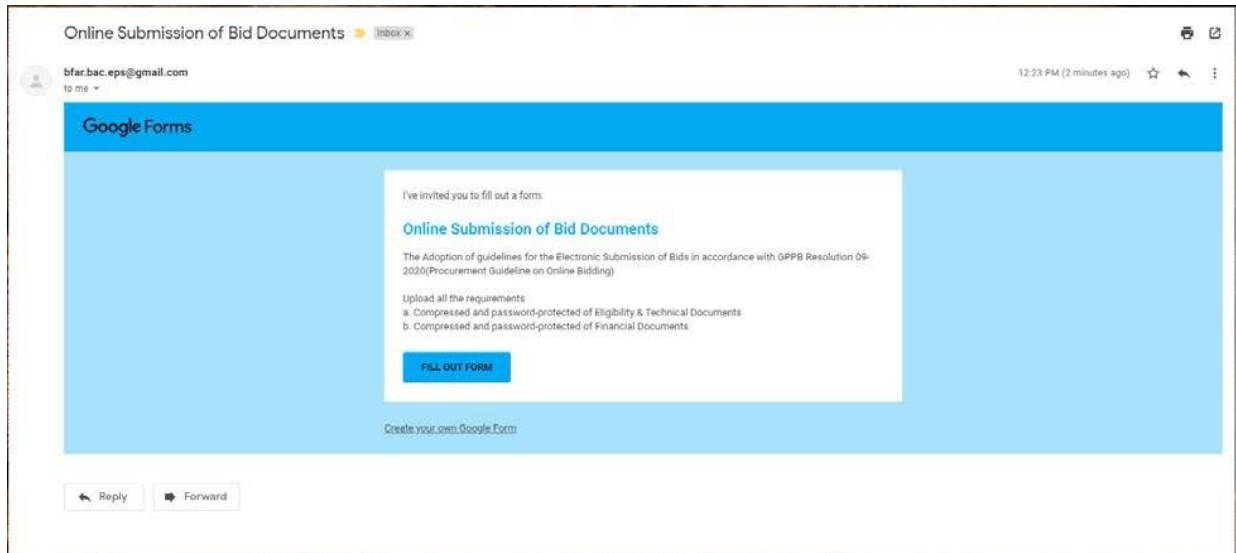 Online Submission of Bid Documents
Inbox x
bfar.bac.eps@gmail.com
12:23 PM (2 minutes ago)
to me
Google Forms
I've invited you to fill out a form:
Online Submission of Bid Documents
The Adoption of guidelines for the Electronic Submission of Bids in accordance with GPPB Resolution 09-
2020(Procurement Guideline on Online Bidding)
Upload all the requirements
a. Compressed and password-protected of Eligibility & Technical Documents
b. Compressed and password-protected of Financial Documents
FILL OUT FORM
Create your own Google Form
Reply
Forward